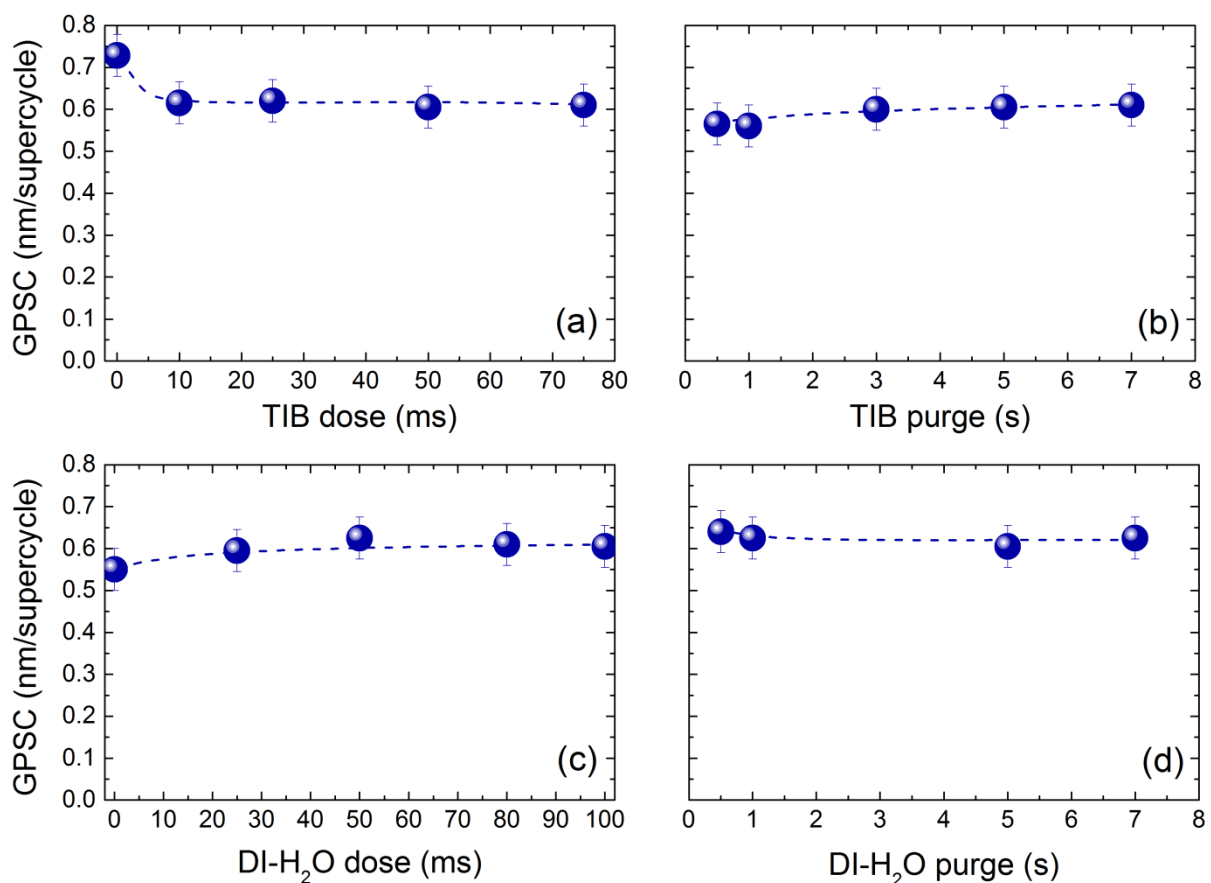 0.8
0.7
0.6
0.5
0.4
0.3
0.2
0.1
0.0
GPSC (nm/supercycle)
(a)
0 10 20 30 40 50 60 70 80
TIB dose (ms)
(b)
0 1 2 3 4 5 6 7 8
TIB purge (s)
0.8
0.7
0.6
0.5
0.4
0.3
0.2
0.1
0.0
GPSC (nm/supercycle)
(c)
0 10 20 30 40 50 60 70 80 90 100
DI-H₂O dose (ms)
(d)
0 1 2 3 4 5 6 7 8
DI-H₂O purge (s)